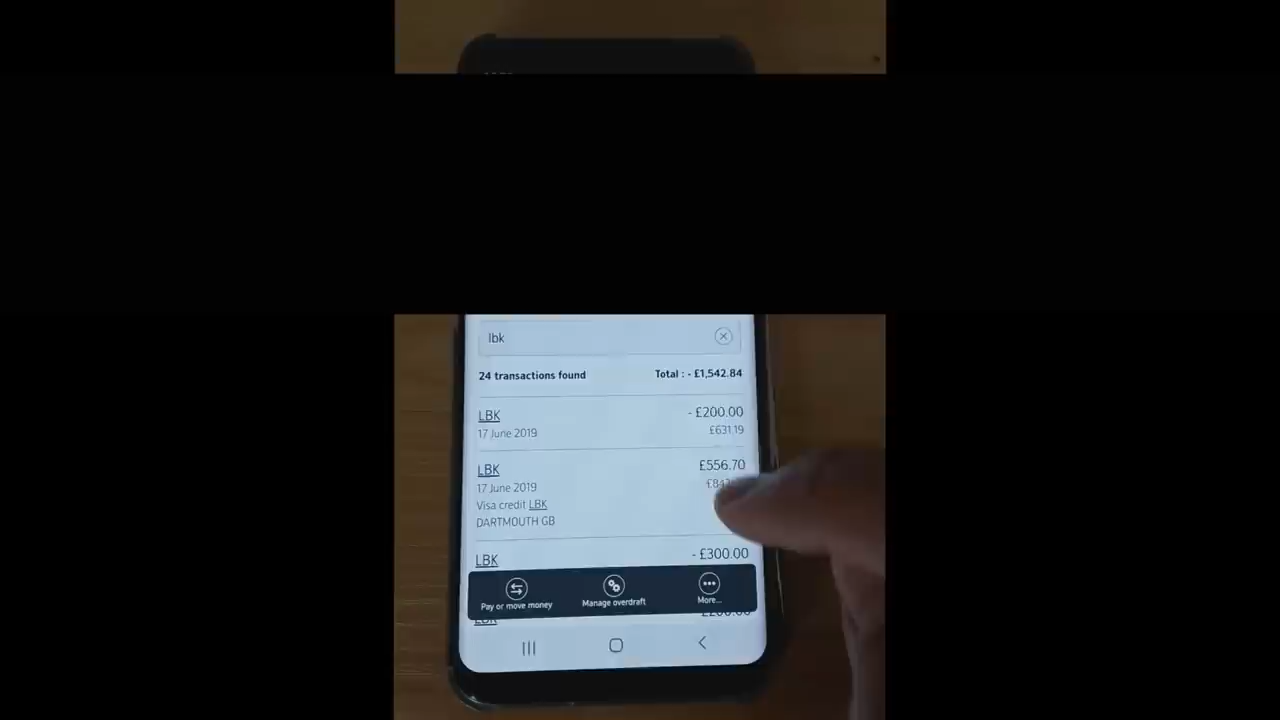 lbk
24 transactions found Total : - £1,542.84
LBK - £200.00
17 June 2019 £631.19
LBK £556.70
17 June 2019
Visa credit LBK
DARTMOUTH GB
LBK - £300.00
Pay or move money Manage overdraft More...
LBK